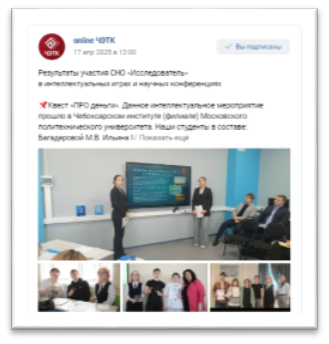 ЧЭТК
online ЧЭТК
17 апр 2025 в 12:00
Вы подписаны
Результаты участия СНО «Исследователь»
в интеллектуальных играх и научных конференциях
📌Квест «ПРО деньги». Данное интеллектуальное мероприятие
прошло в Чебоксарском институте (филиале) Московского
политехнического университета. Наши студенты в составе:
Багадеровой М.В. Ильина Показать ещё